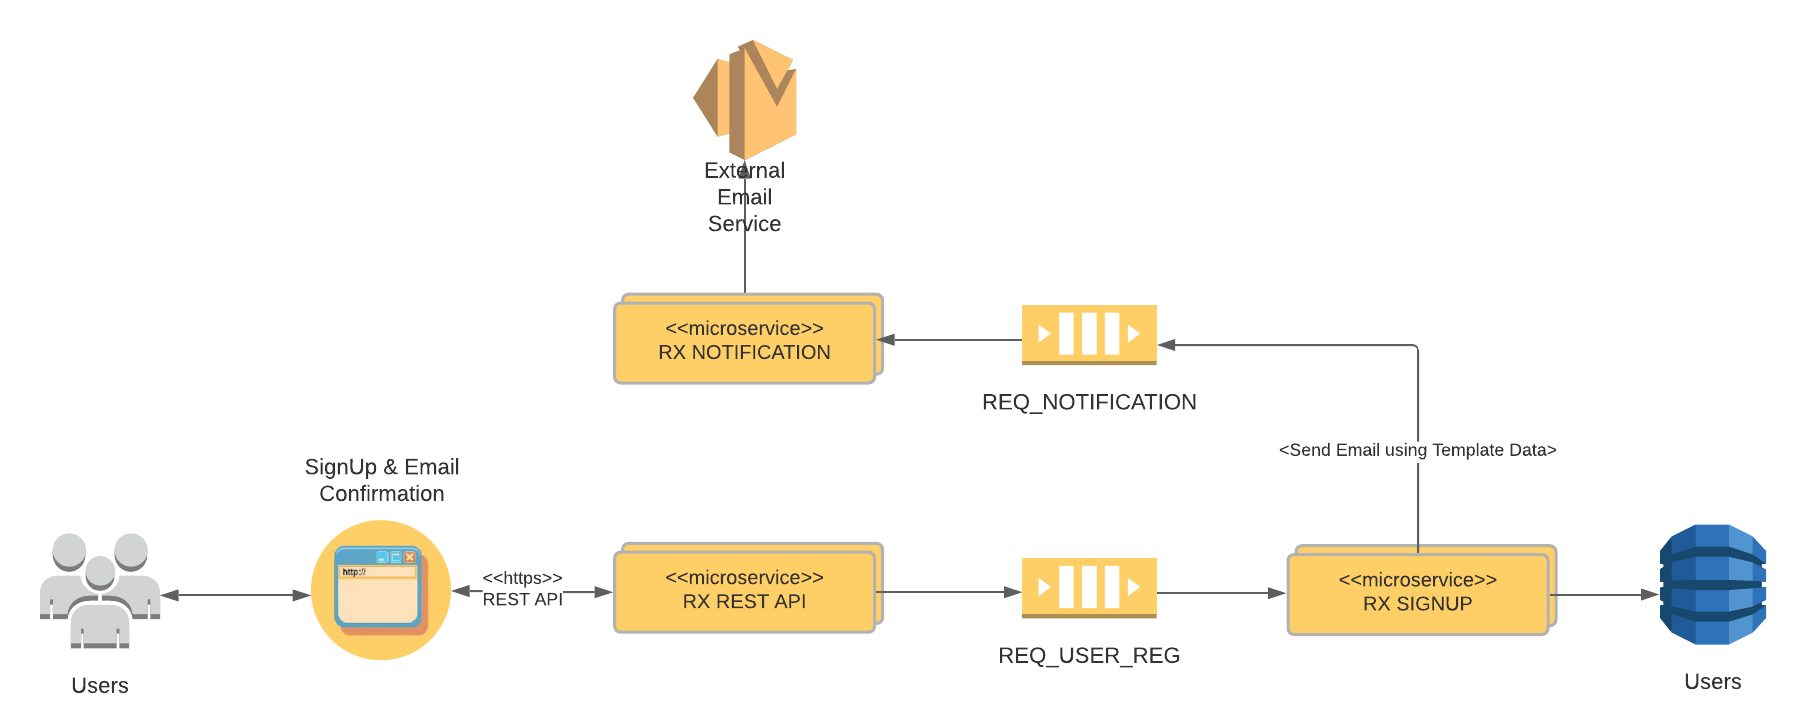 External
Email
Service
<<microservice>>
RX NOTIFICATION
REQ_NOTIFICATION
<Send Email using Template Data>
SignUp & Email
Confirmation
http://
<<https>>
REST API
<<microservice>>
RX REST API
<<microservice>>
RX SIGNUP
REQ_USER_REG
Users
Users